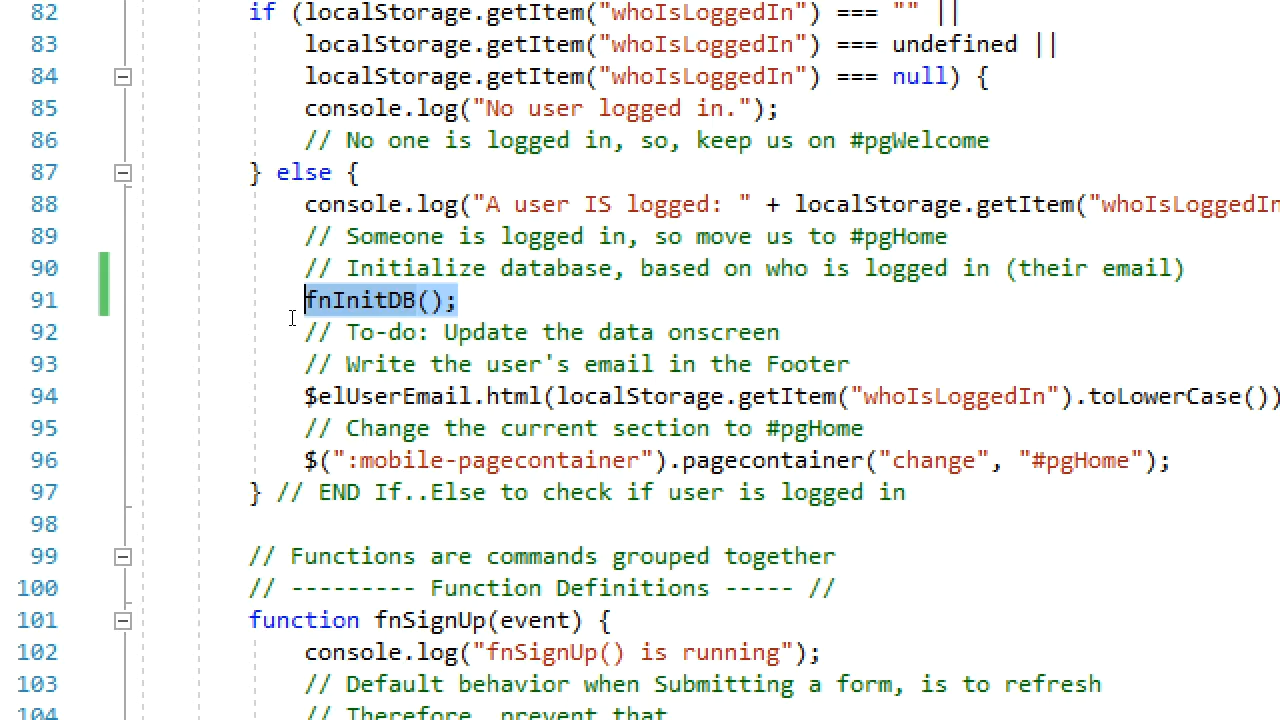 82 if (localStorage.getItem("whoIsLoggedIn") === "" ||
83 localStorage.getItem("whoIsLoggedIn") === undefined ||
84 localStorage.getItem("whoIsLoggedIn") === null) {
85 console.log("No user logged in.");
86 // No one is logged in, so, keep us on #pgWelcome
87 } else {
88 console.log("A user IS logged: " + localStorage.getItem("whoIsLoggedIn
89 // Someone is logged in, so move us to #pgHome
90 // Initialize database, based on who is logged in (their email)
91 fnInitDB();
92 // To-do: Update the data onscreen
93 // Write the user's email in the Footer
94 $elUserEmail.html(localStorage.getItem("whoIsLoggedIn").toLowerCase())
95 // Change the current section to #pgHome
96 $(":mobile-pagecontainer").pagecontainer("change", "#pgHome");
97 } // END If..Else to check if user is logged in
98
99 // Functions are commands grouped together
100 // --------- Function Definitions ----- //
101 function fnSignUp(event) {
102 console.log("fnSignUp() is running");
103 // Default behavior when Submitting a form, is to refresh
104 // Therefore, prevent that